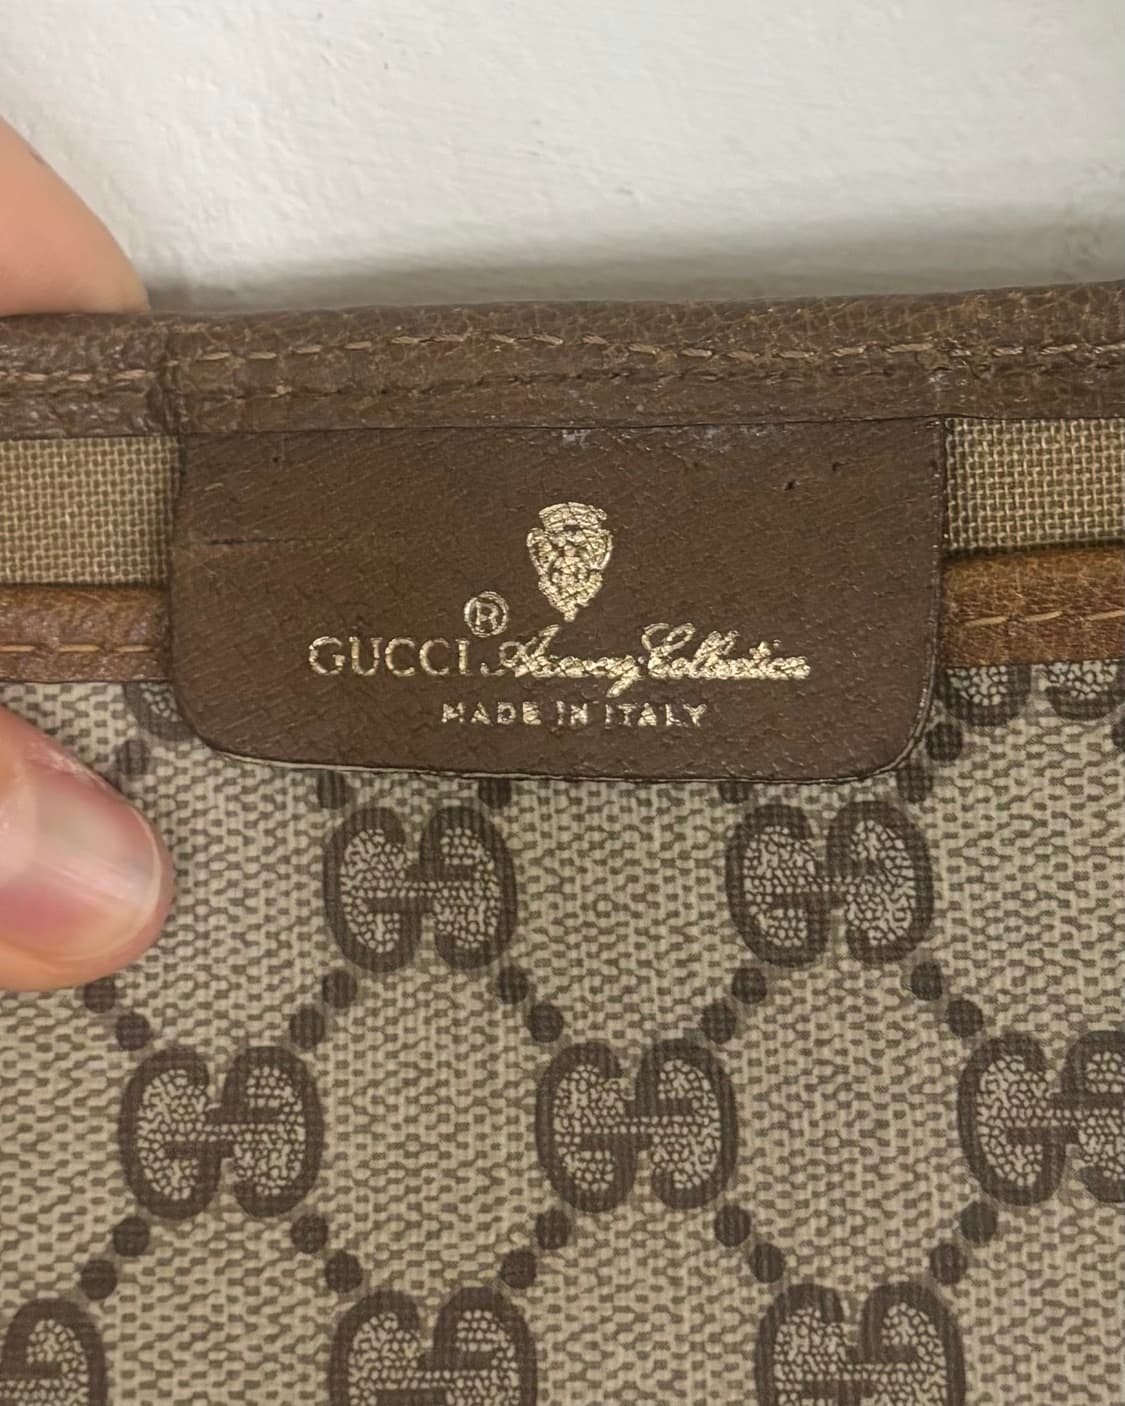 ®
GUCCI Accessory Collection
MADE IN ITALY